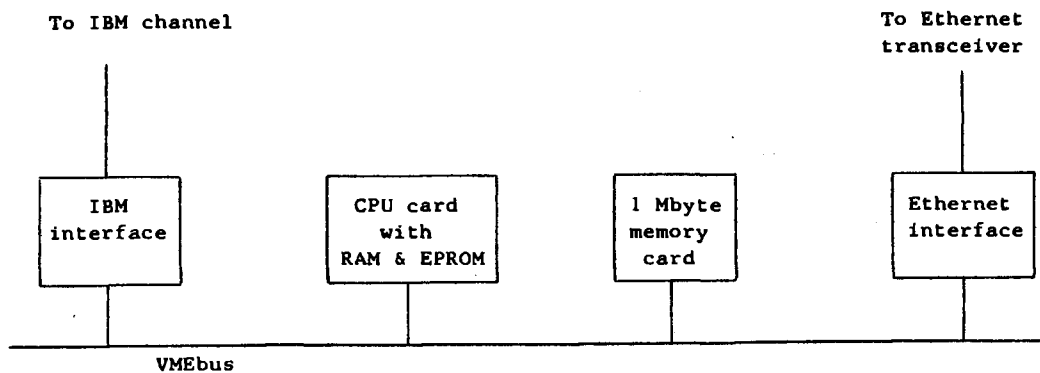 To IBM channel
To Ethernet
transceiver
IBM
interface
CPU card
with
RAM & EPROM
1 Mbyte
memory
card
Ethernet
interface
VMEbus